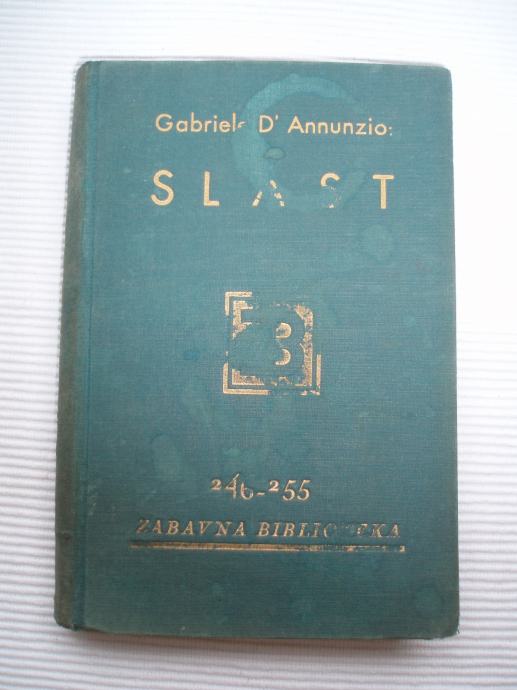 Gabriele D' Annunzio:
SLAST
246-255
ZABAVNA BIBLIOTEKA